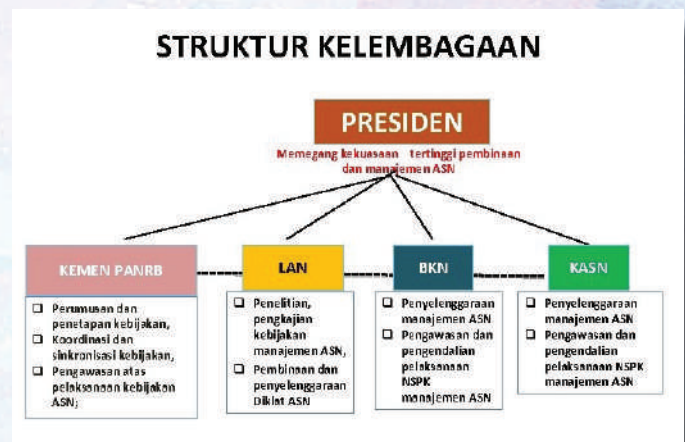 STRUKTUR KELEMBAGAAN
PRESIDEN
Memegang kekuasaan tertinggi pembinaan
dan manajemen ASN
KEMEN PANRB
❑ Perumusan dan
penetapan kebijakan,
❑ Koordinasi dan
sinkronisasi kebijakan,
❑ Pengawasan atas
pelaksanaan kebijakan
ASN;
LAN
❑ Penelitian,
pengkajian
kebijakan
manajemen ASN,
❑ Pembinaan dan
penyelenggaraan
Diklat ASN
BKN
❑ Penyelenggaraan
manajemen ASN
❑ Pengawasan dan
pengendalian
pelaksanaan
NSPK
manajemen ASN
KASN
❑ Penyelenggaraan
manajemen ASN
❑ Pengawasan dan
pengendalian
pelaksanaan NSPK
manajemen ASN